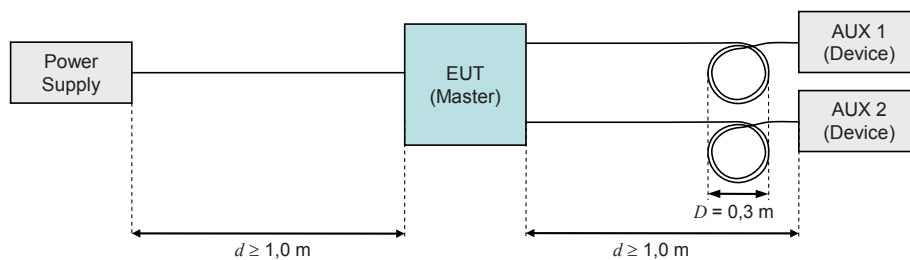 Power
Supply
EUT
(Master)
AUX 1
(Device)
AUX 2
(Device)
D = 0,3 m
d ≥ 1,0 m
d ≥ 1,0 m